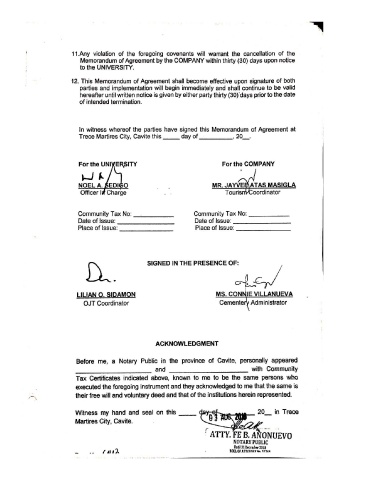 11.Any violation of the foregoing covenants will warrant the cancellation of the
Memorandum of Agreement by the COMPANY within thirty (30) days upon notice
to the UNIVERSITY.
12. This Memorandum of Agreement shall become effective upon signature of both
parties and implementation will begin immediately and shall continue to be valid
hereafter until written notice is given by either party thirty (30) days prior to the date
of intended termination.
In witness whereof the parties have signed this Memorandum of Agreement at
Trece Martires City, Cavite this _____ day of __________, 20__.
For the UNIVERSITY For the COMPANY
NOEL A. SEDIGO MR. JAYVEE ATAS MASIGLA
Officer In Charge Tourism Coordinator
Community Tax No: ____________ Community Tax No: ____________
Date of Issue: ____________ Date of Issue: ____________
Place of Issue: ____________ Place of Issue: ____________
SIGNED IN THE PRESENCE OF:
LILIAN O. SIDAMON MS. CONNIE VILLANUEVA
OJT Coordinator Cemetery Administrator
ACKNOWLEDGMENT
Before me, a Notary Public in the province of Cavite, personally appeared
____________________ and ____________________ with Community
Tax Certificates indicated above, known to me to be the same persons who
executed the foregoing instrument and they acknowledged to me that the same is
their free will and voluntary deed and that of the institutions herein represented.
Witness my hand and seal on this _____ day of __________ 20__ in Trece
Martires City, Cavite.
03 AUG
ATTY. FE B. AÑONUEVO
NOTARY PUBLIC